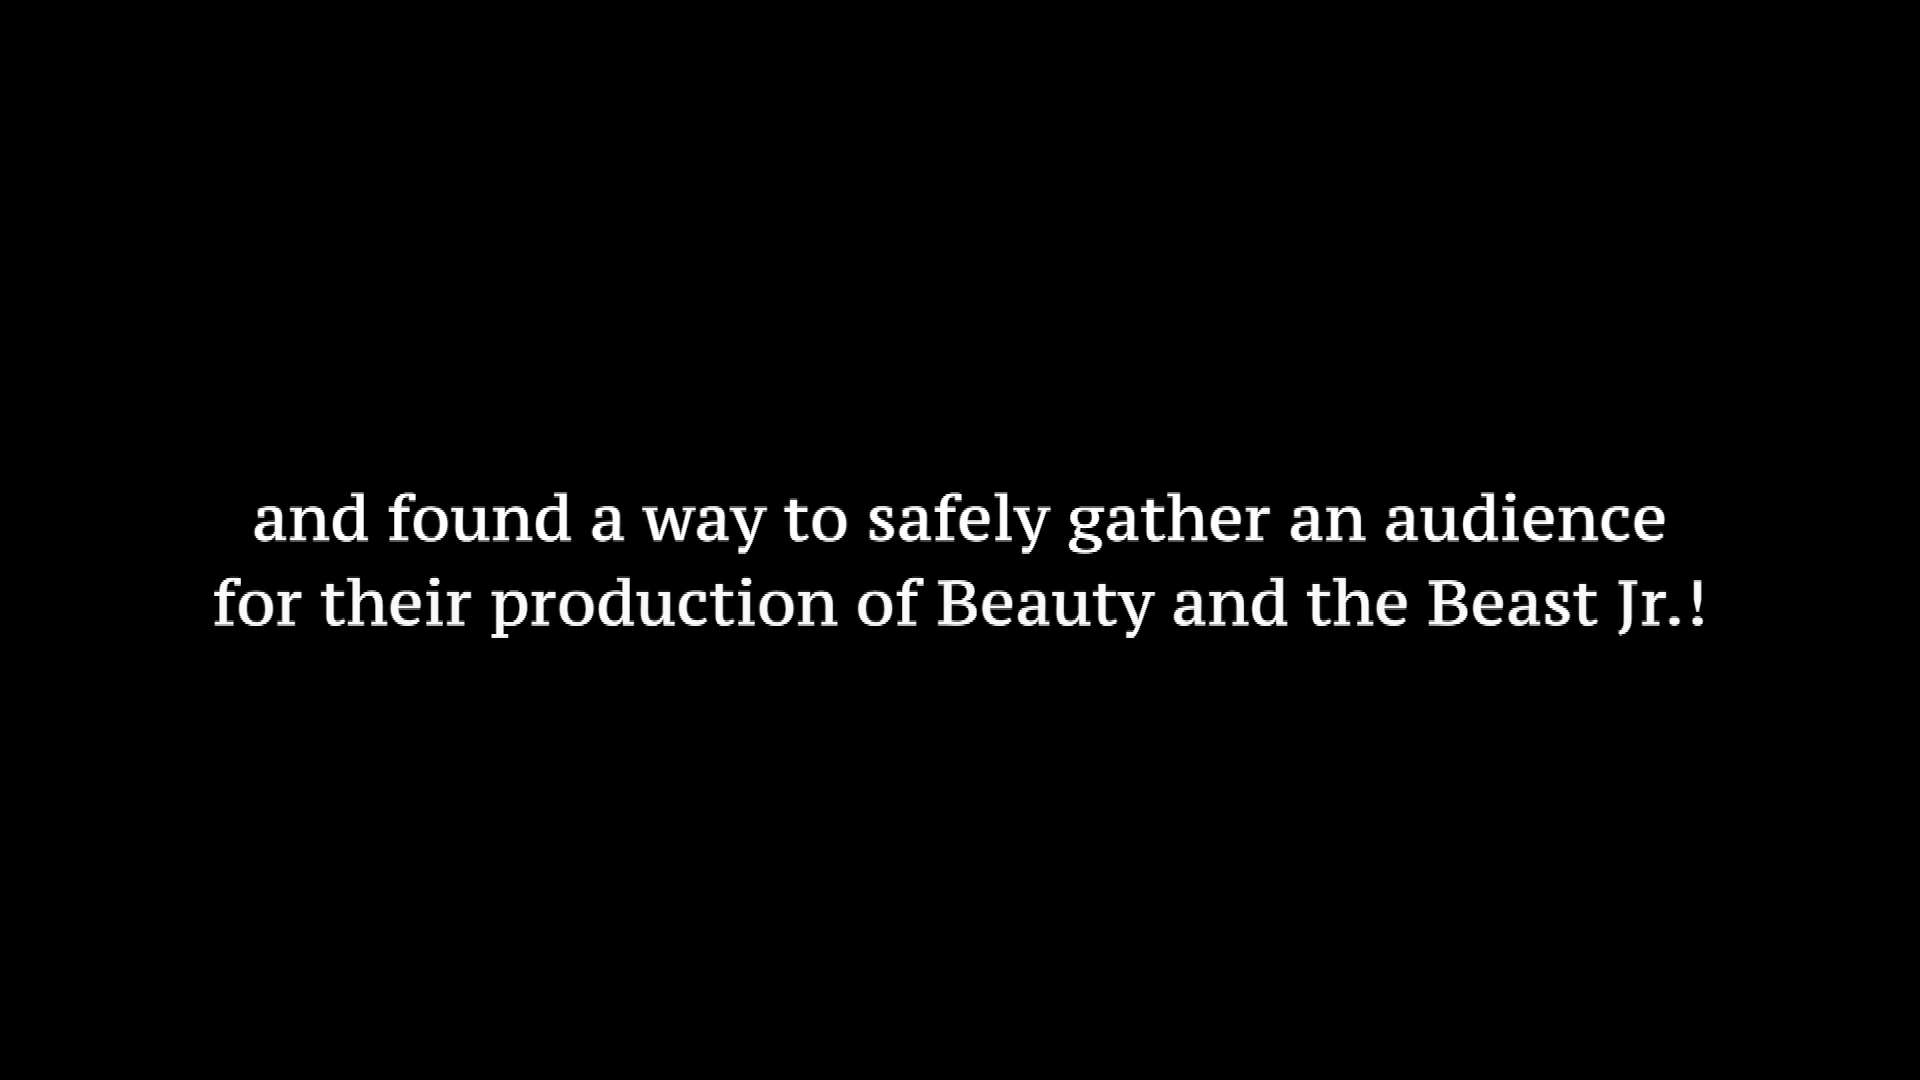 and found a way to safely gather an audience
for their production of Beauty and the Beast Jr.!